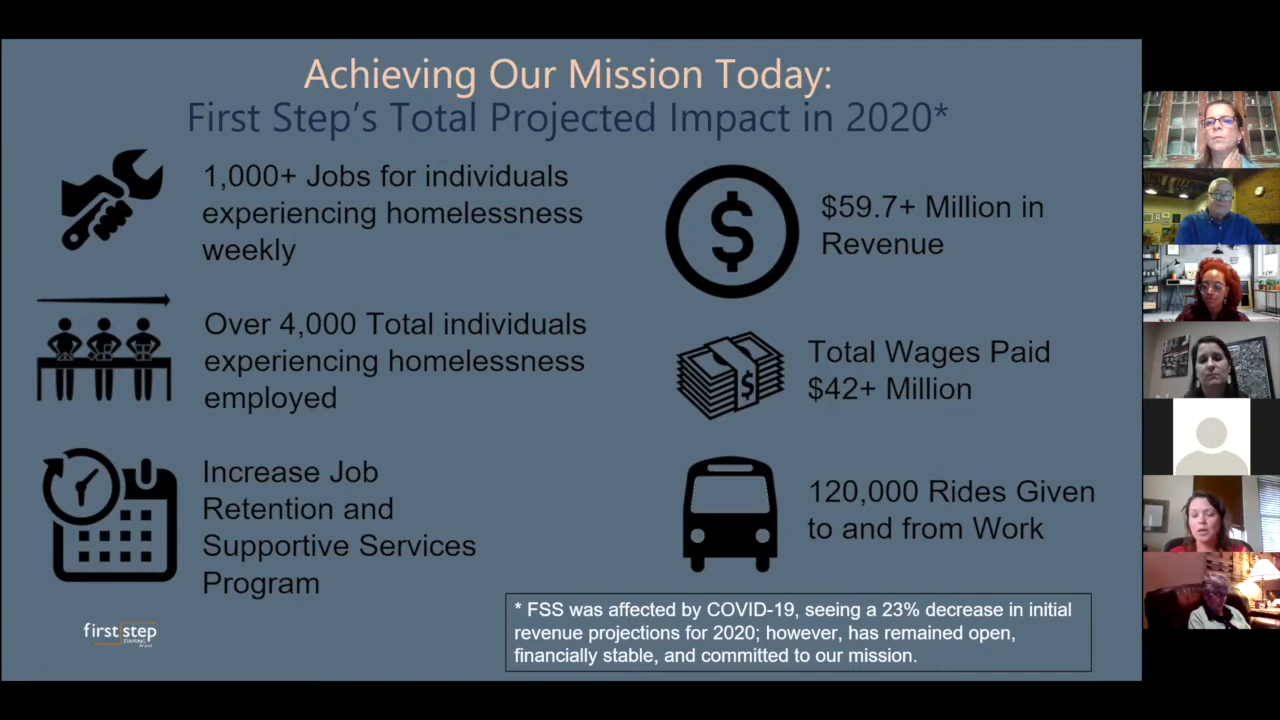 Achieving Our Mission Today:
First Step's Total Projected Impact in 2020*
1,000+ Jobs for individuals
experiencing homelessness
weekly
Over 4,000 Total individuals
experiencing homelessness
employed
Increase Job
Retention and
Supportive Services
Program
$59.7+ Million in
Revenue
Total Wages Paid
$42+ Million
120,000 Rides Given
to and from Work
* FSS was affected by COVID-19, seeing a 23% decrease in initial
revenue projections for 2020; however, has remained open,
financially stable, and committed to our mission.
first step
STAFFING